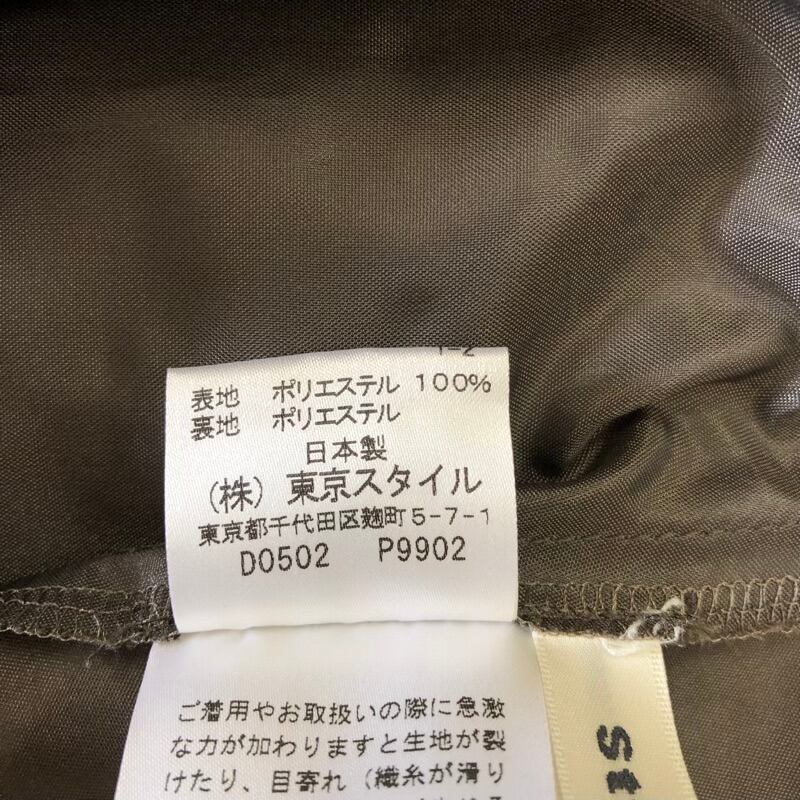 1-2
表地 ポリエステル 100%
裏地 ポリエステル
日本製
(株) 東京スタイル
東京都千代田区麹町5-7-1
D0502 P9902
ご着用やお取扱いの際に急激
な力が加わりますと生地が裂
けたり、目寄れ(織糸が滑り